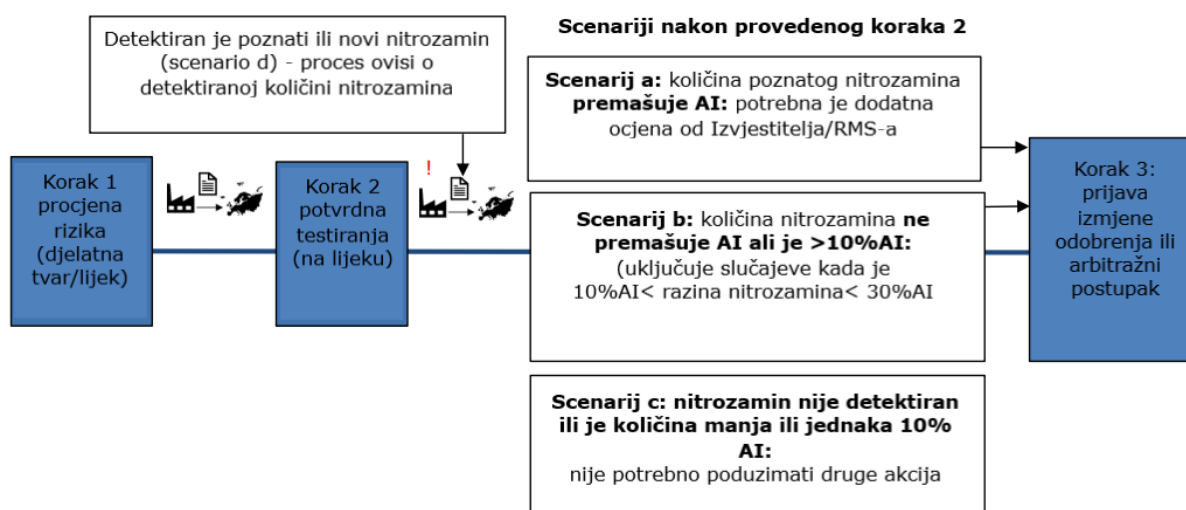 Scenariji nakon provedenog koraka 2
Detektiran je poznati ili novi nitrozamin
(scenario d) - proces ovisi o
detektiranoj količini nitrozamina
Korak 1
procjena
rizika
(djelatna
tvar/lijek)
Korak 2
potvrdna
testiranja
(na lijeku)
!
Scenarij a: količina poznatog nitrozamina
premašuje AI: potrebna je dodatna
ocjena od Izvjestitelja/RMS-a
Scenarij b: količina nitrozamina ne
premašuje AI ali je >10%AI:
(uključuje slučajeve kada je
10%AI< razina nitrozamina< 30%AI
Scenarij c: nitrozamin nije detektiran
ili je količina manja ili jednaka 10%
AI:
nije potrebno poduzimati druge akcija
Korak 3:
prijava
izmjene
odobrenja ili
arbitražni
postupak